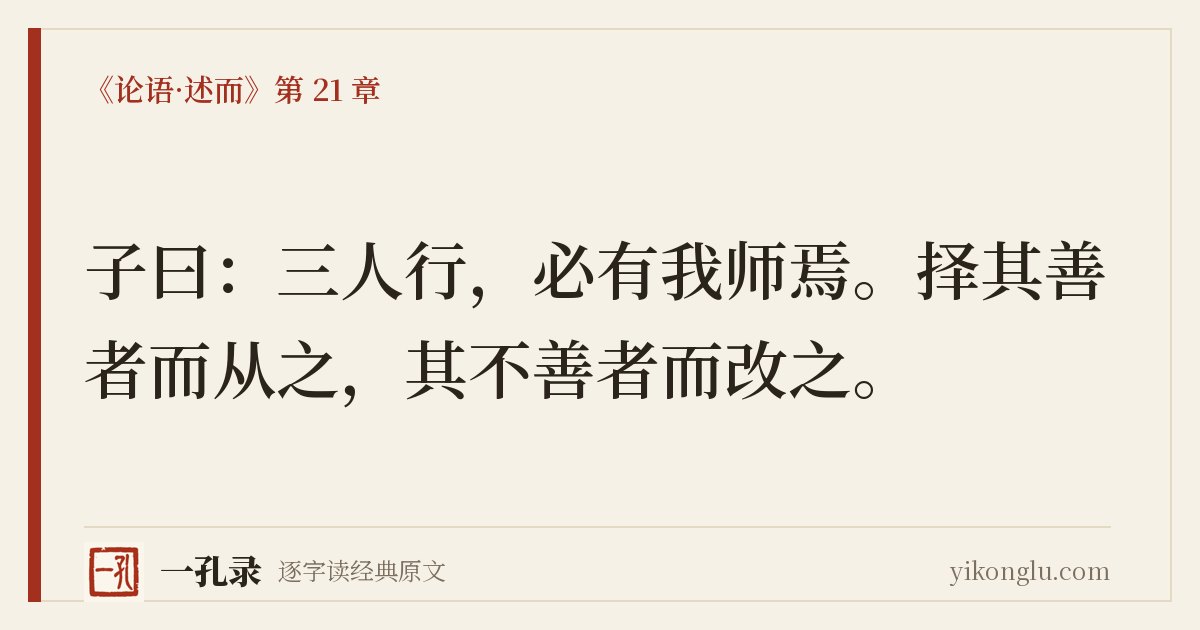 《论语·述而》第 21 章
子曰：三人行，必有我师焉。择其善
者而从之，其不善者而改之。
一孔 一孔录 逐字读经典原文 yikonglu.com